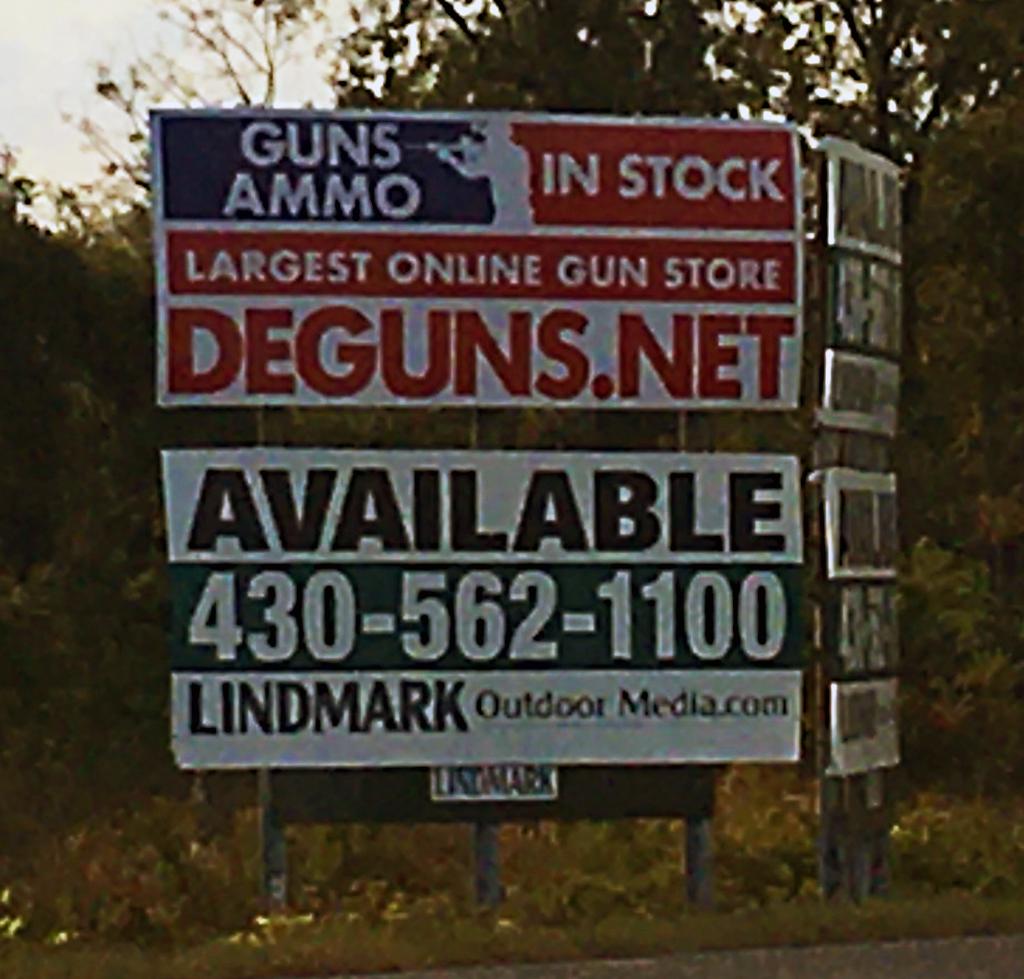 GUNS
AMMO
IN STOCK
LARGEST ONLINE GUN STORE
DEGUNS.NET
AVAILABLE
430-562-1100
LINDMARK Outdoor Media.com
LINDMARK